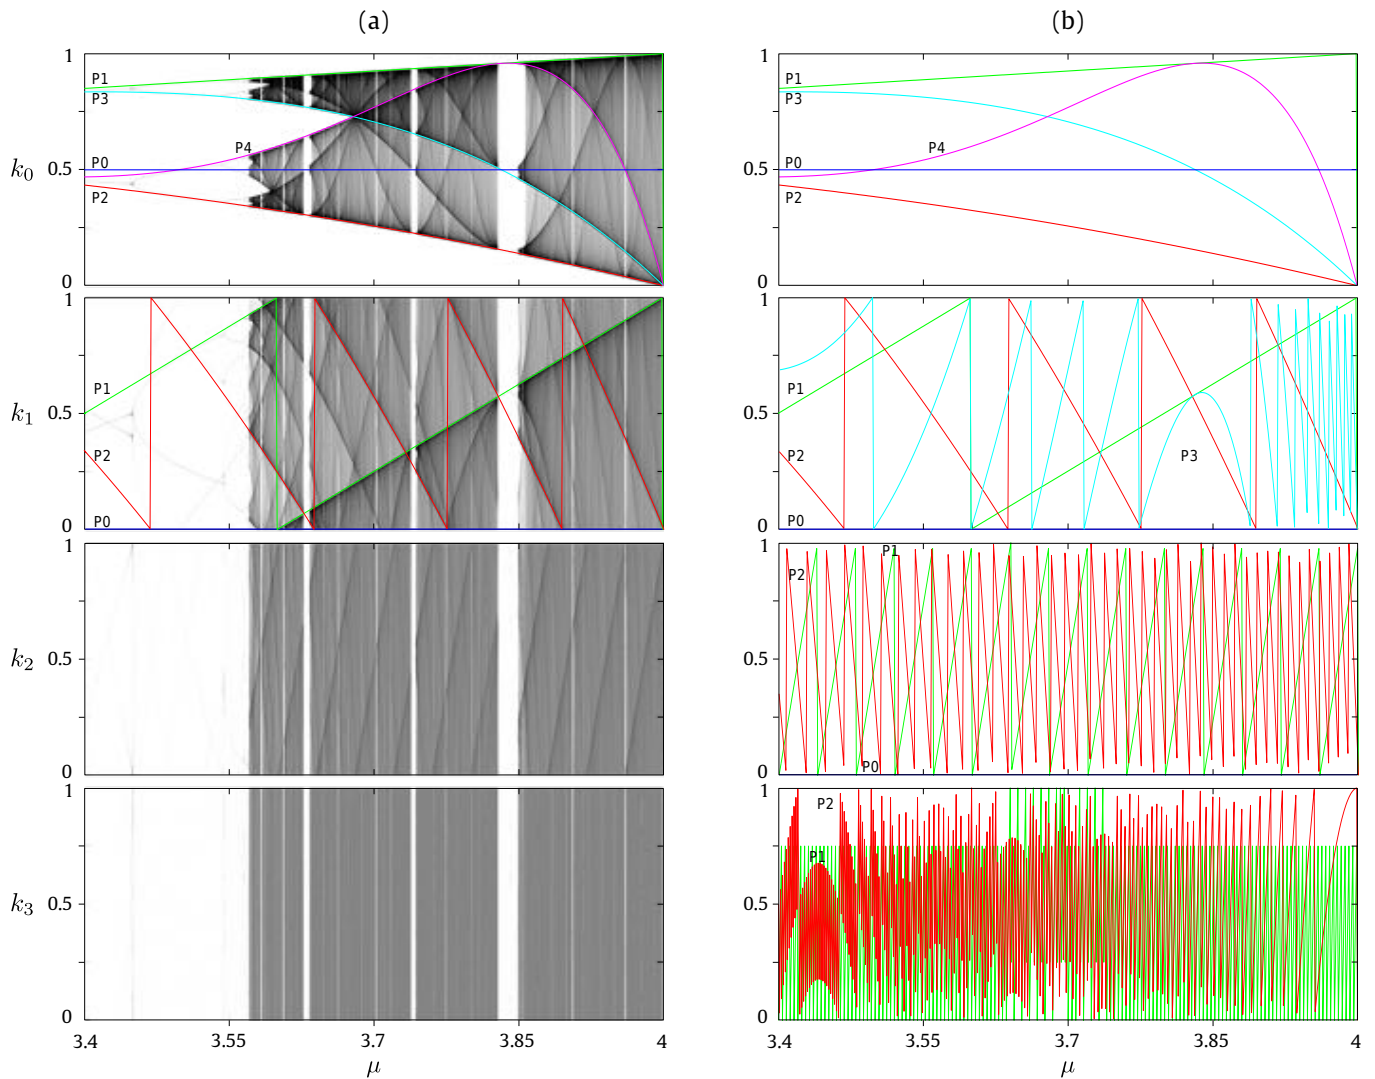 (a) (b)
1 1
P1 P1
P3 P3
P4 P4
k0 0.5 P0 0.5 P0
P2 P2
0 0
1 1
P1 P1
k1 0.5 0.5
P2 P2 P3
0 P0 0 P0
1 1 P1
P2
k2 0.5 0.5
0 0 P0
1 1 P2
P1
k3 0.5 0.5
0 0
3.4 3.55 3.7 3.85 4 3.4 3.55 3.7 3.85 4
μ μ